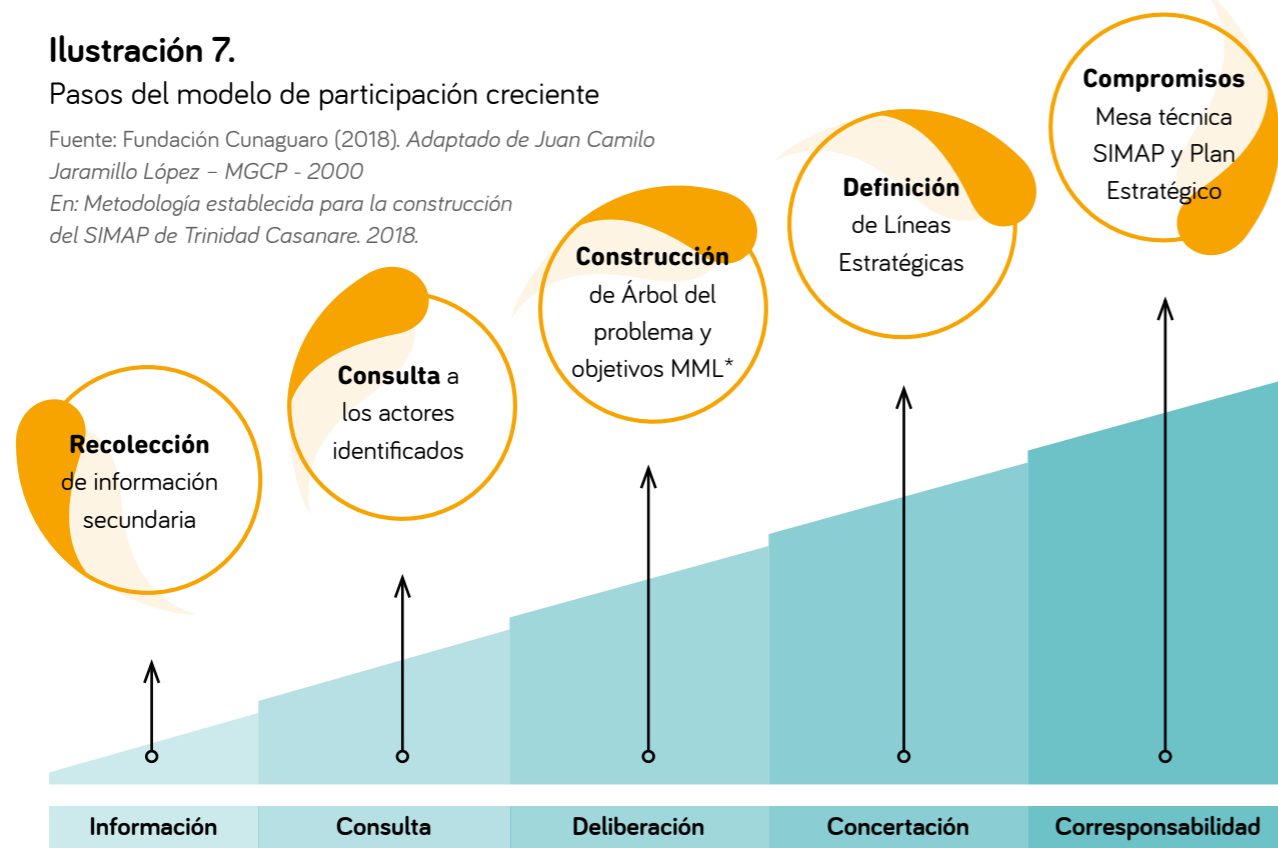 Ilustración 7.
Pasos del modelo de participación creciente
Fuente: Fundación Cunaguaro (2018). Adaptado de Juan Camilo
Jaramillo López – MGCP - 2000
En: Metodología establecida para la construcción
del SIMAP de Trinidad Casanare. 2018.
Recolección
de información
secundaria
Consulta a
los actores
identificados
Construcción
de Árbol del
problema y
objetivos MML*
Definición
de Líneas
Estratégicas
Compromisos
Mesa técnica
SIMAP y Plan
Estratégico
Información
Consulta
Deliberación
Concertación
Corresponsabilidad